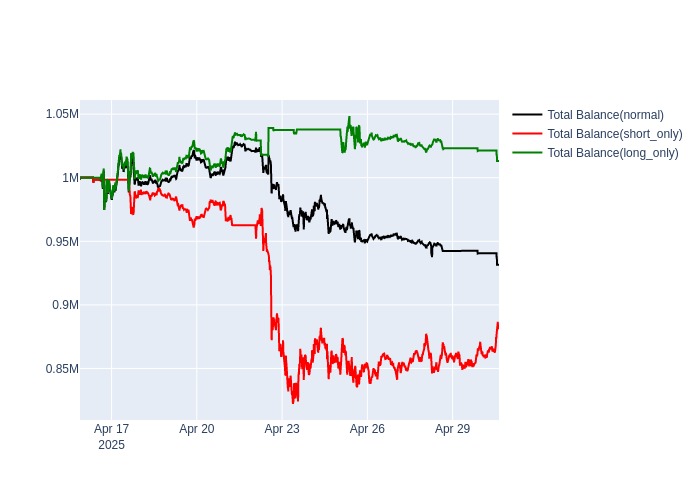 1.05M
1M
0.95M
0.9M
0.85M
Apr 17
2025
Apr 20
Apr 23
Apr 26
Apr 29
Total Balance(normal)
Total Balance(short_only)
Total Balance(long_only)